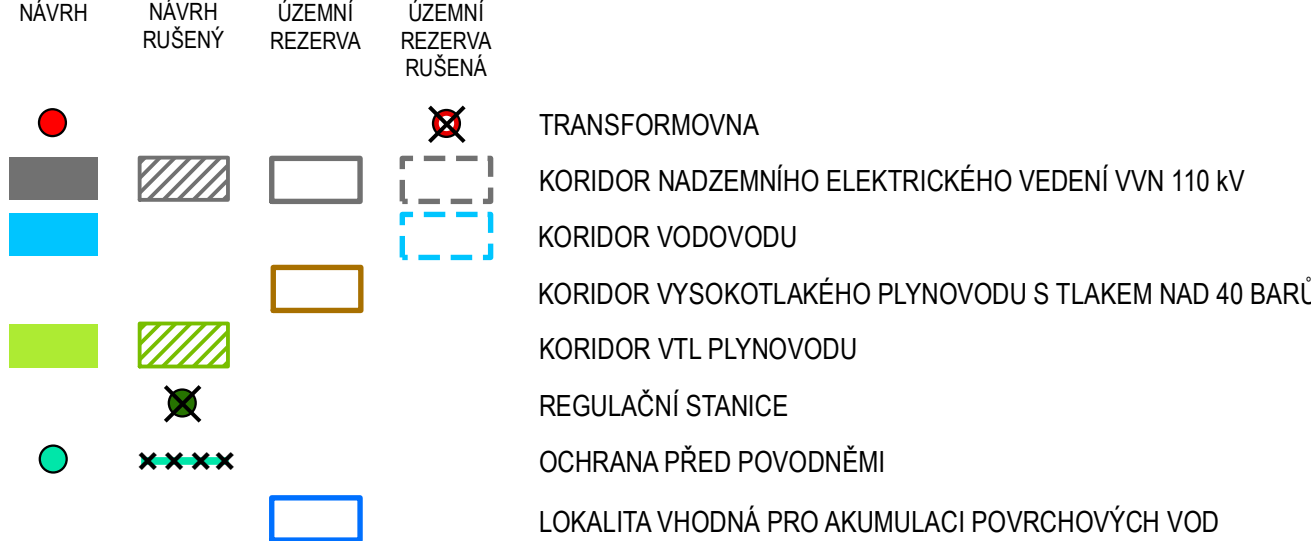 NÁVRH
NÁVRH
RUŠENÝ
ÚZEMNÍ
REZERVA
ÚZEMNÍ
REZERVA
RUŠENÁ
TRANSFORMOVNA
KORIDOR NADZEMNÍHO ELEKTRICKÉHO VEDENÍ VVN 110 kV
KORIDOR VODOVODU
KORIDOR VYSOKOTLAKÉHO PLYNOVODU S TLAKEM NAD 40 BARŮ
KORIDOR VTL PLYNOVODU
REGULAČNÍ STANICE
OCHRANA PŘED POVODNĚMI
LOKALITA VHODNÁ PRO AKUMULACI POVRCHOVÝCH VOD